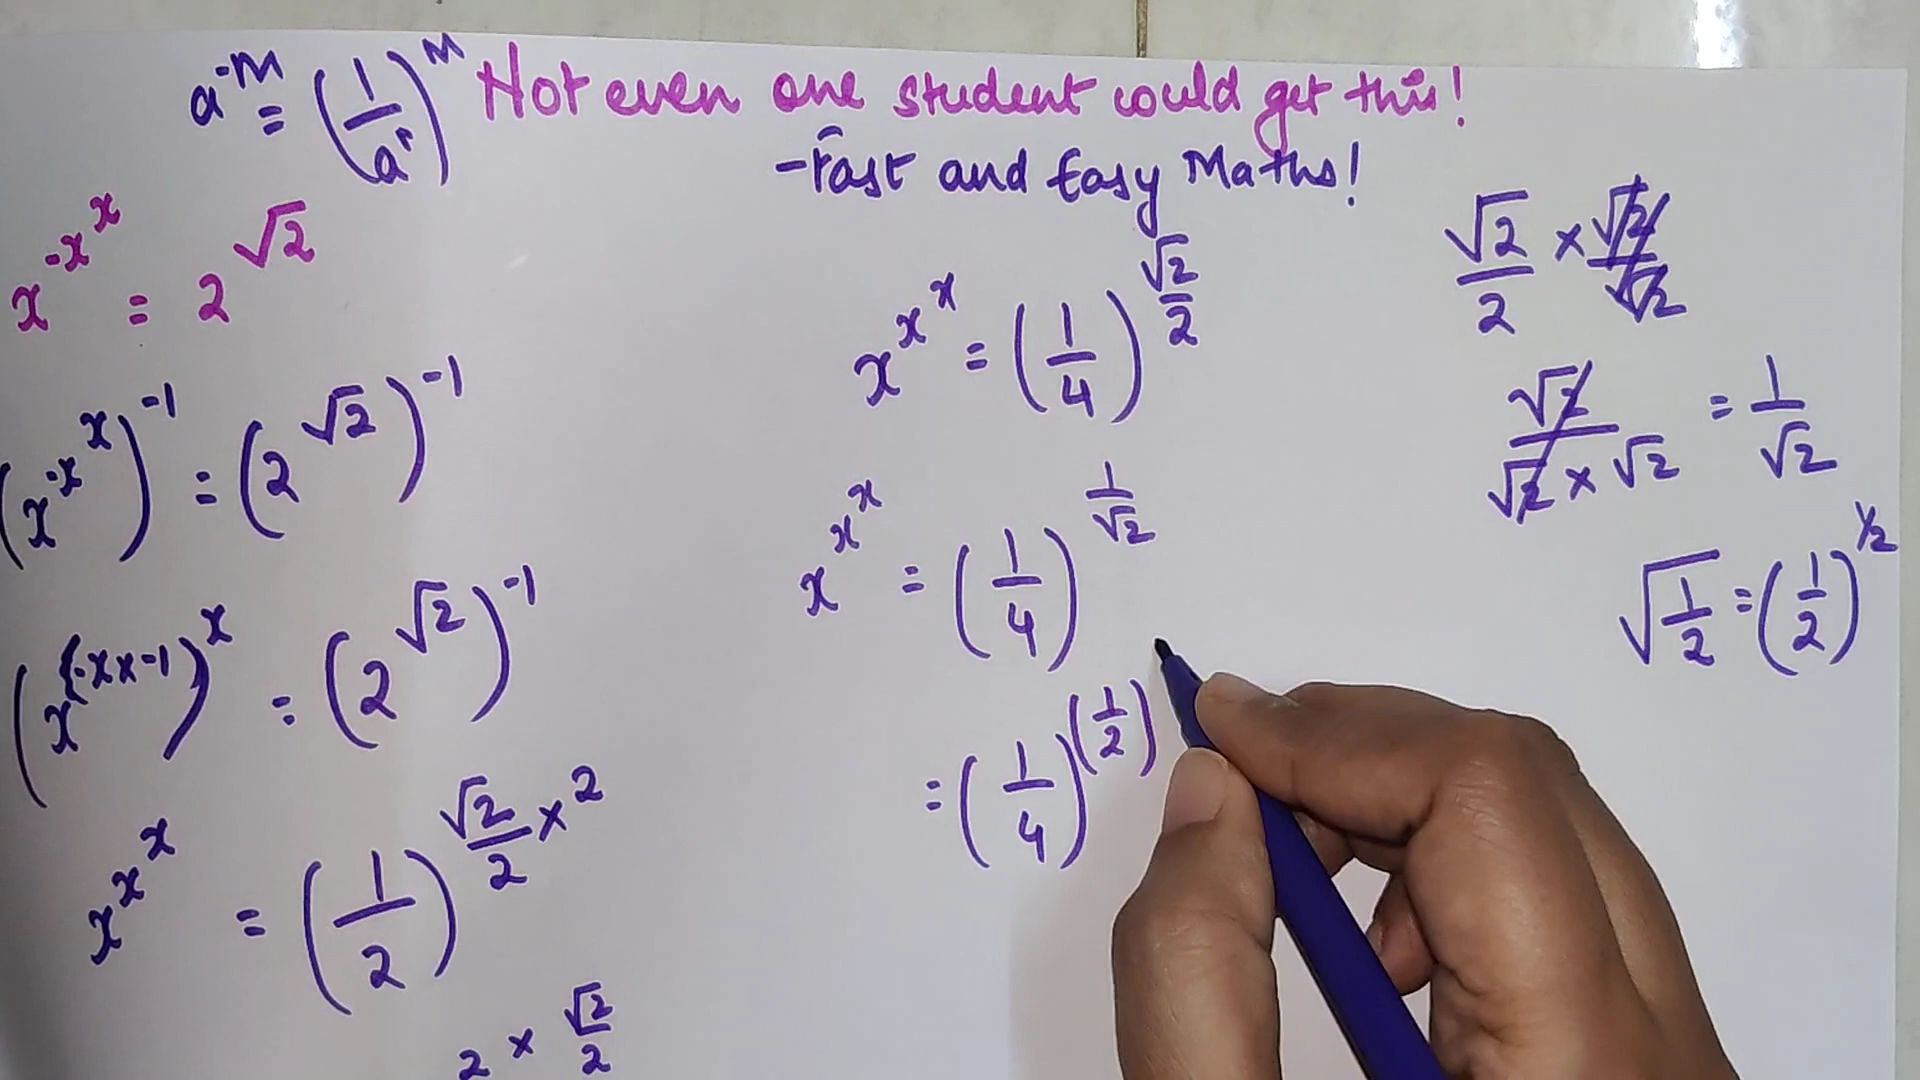 a^-m = (1/a)^m Not even one student could get this!
-Fast and Easy Maths!
x^-x^x = 2^√2
(x^-x^x)^-1 = (2^√2)^-1
(x^(-x x -1))^x = (2^√2)^-1
x^x^x = (1/2)^√2/2 × 2
2 × √2/2
x^x^x = (1/4)^√2/2
x^x^x = (1/4)^1/√2
= (1/4)^(1/2)
√2/2 × √2/√2
√2/√2 × √2 = 1/√2
√1/2 = (1/2)^1/2